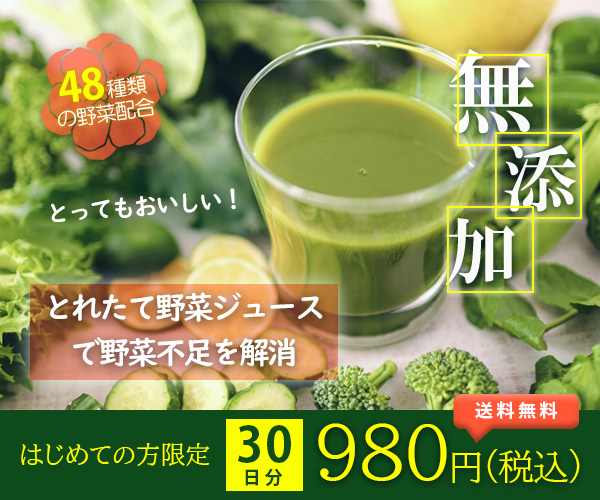 48種類
の野菜配合
無
添
加
とってもおいしい！
とれたて野菜ジュース
で野菜不足を解消
送料無料
はじめての方限定
30
日分
980円(税込)